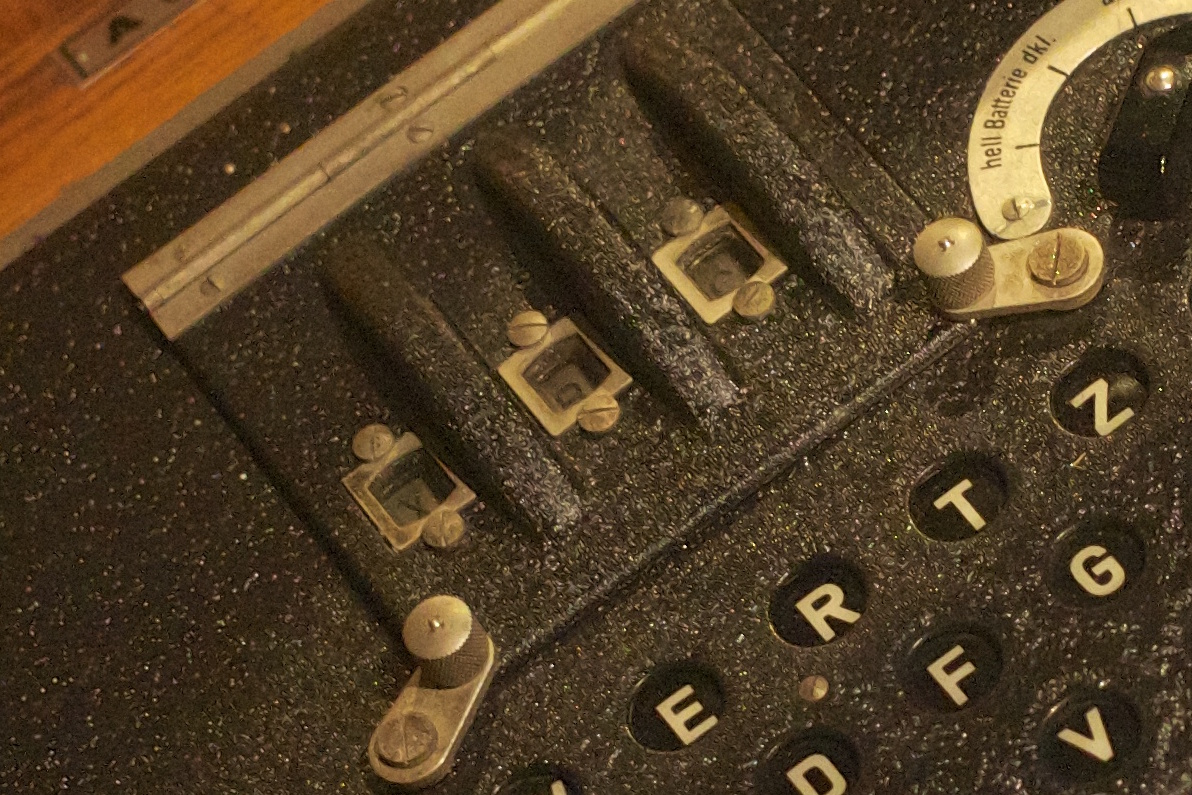 A
hell Batterie dkl.
E R T Z
D F G
V